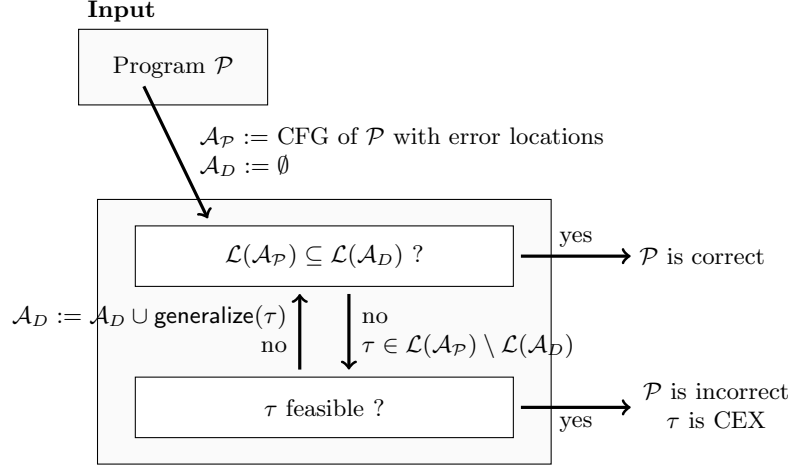 Input
Program 𝒫
𝒜_𝒫 := CFG of 𝒫 with error locations
𝒜_D := ∅
ℒ(𝒜_𝒫) ⊆ ℒ(𝒜_D) ?
yes
𝒫 is correct
𝒜_D := 𝒜_D ∪ generalize(τ)
no
no
τ ∈ ℒ(𝒜_𝒫) \ ℒ(𝒜_D)
τ feasible ?
yes
𝒫 is incorrect
τ is CEX